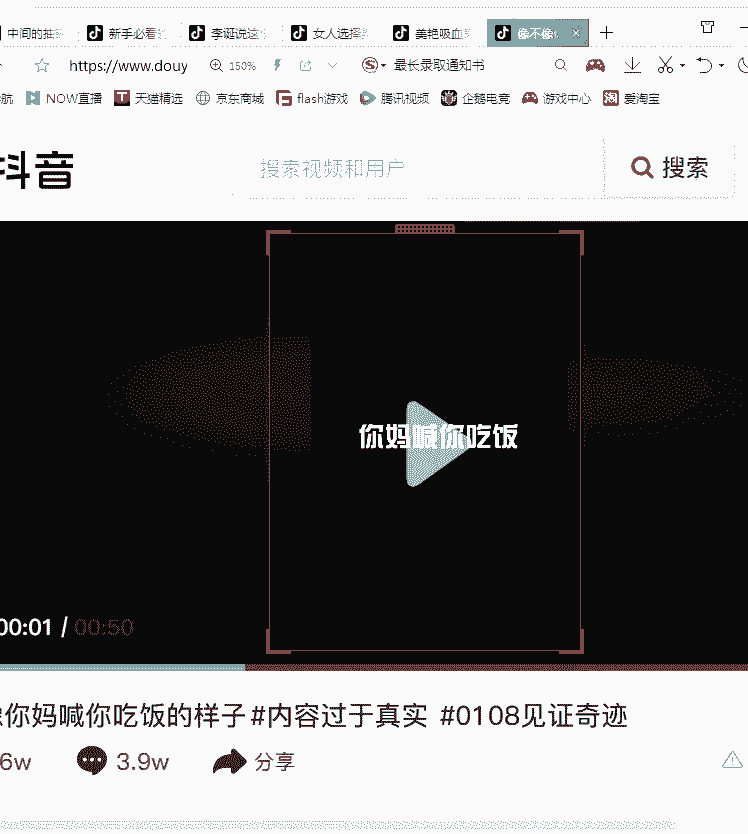 中间的抽
新手必看
李诞说这
女人选择
美艳吸血
像不像
https://www.douy
150%
最长录取通知书
航
NOW直播
天猫精选
京东商城
flash游戏
腾讯视频
企鹅电竞
游戏中心
爱淘宝
抖音
搜索视频和用户
搜索
你妈喊你吃饭
00:01 / 00:50
你妈喊你吃饭的样子 #内容过于真实 #0108见证奇迹
6w
3.9w
分享